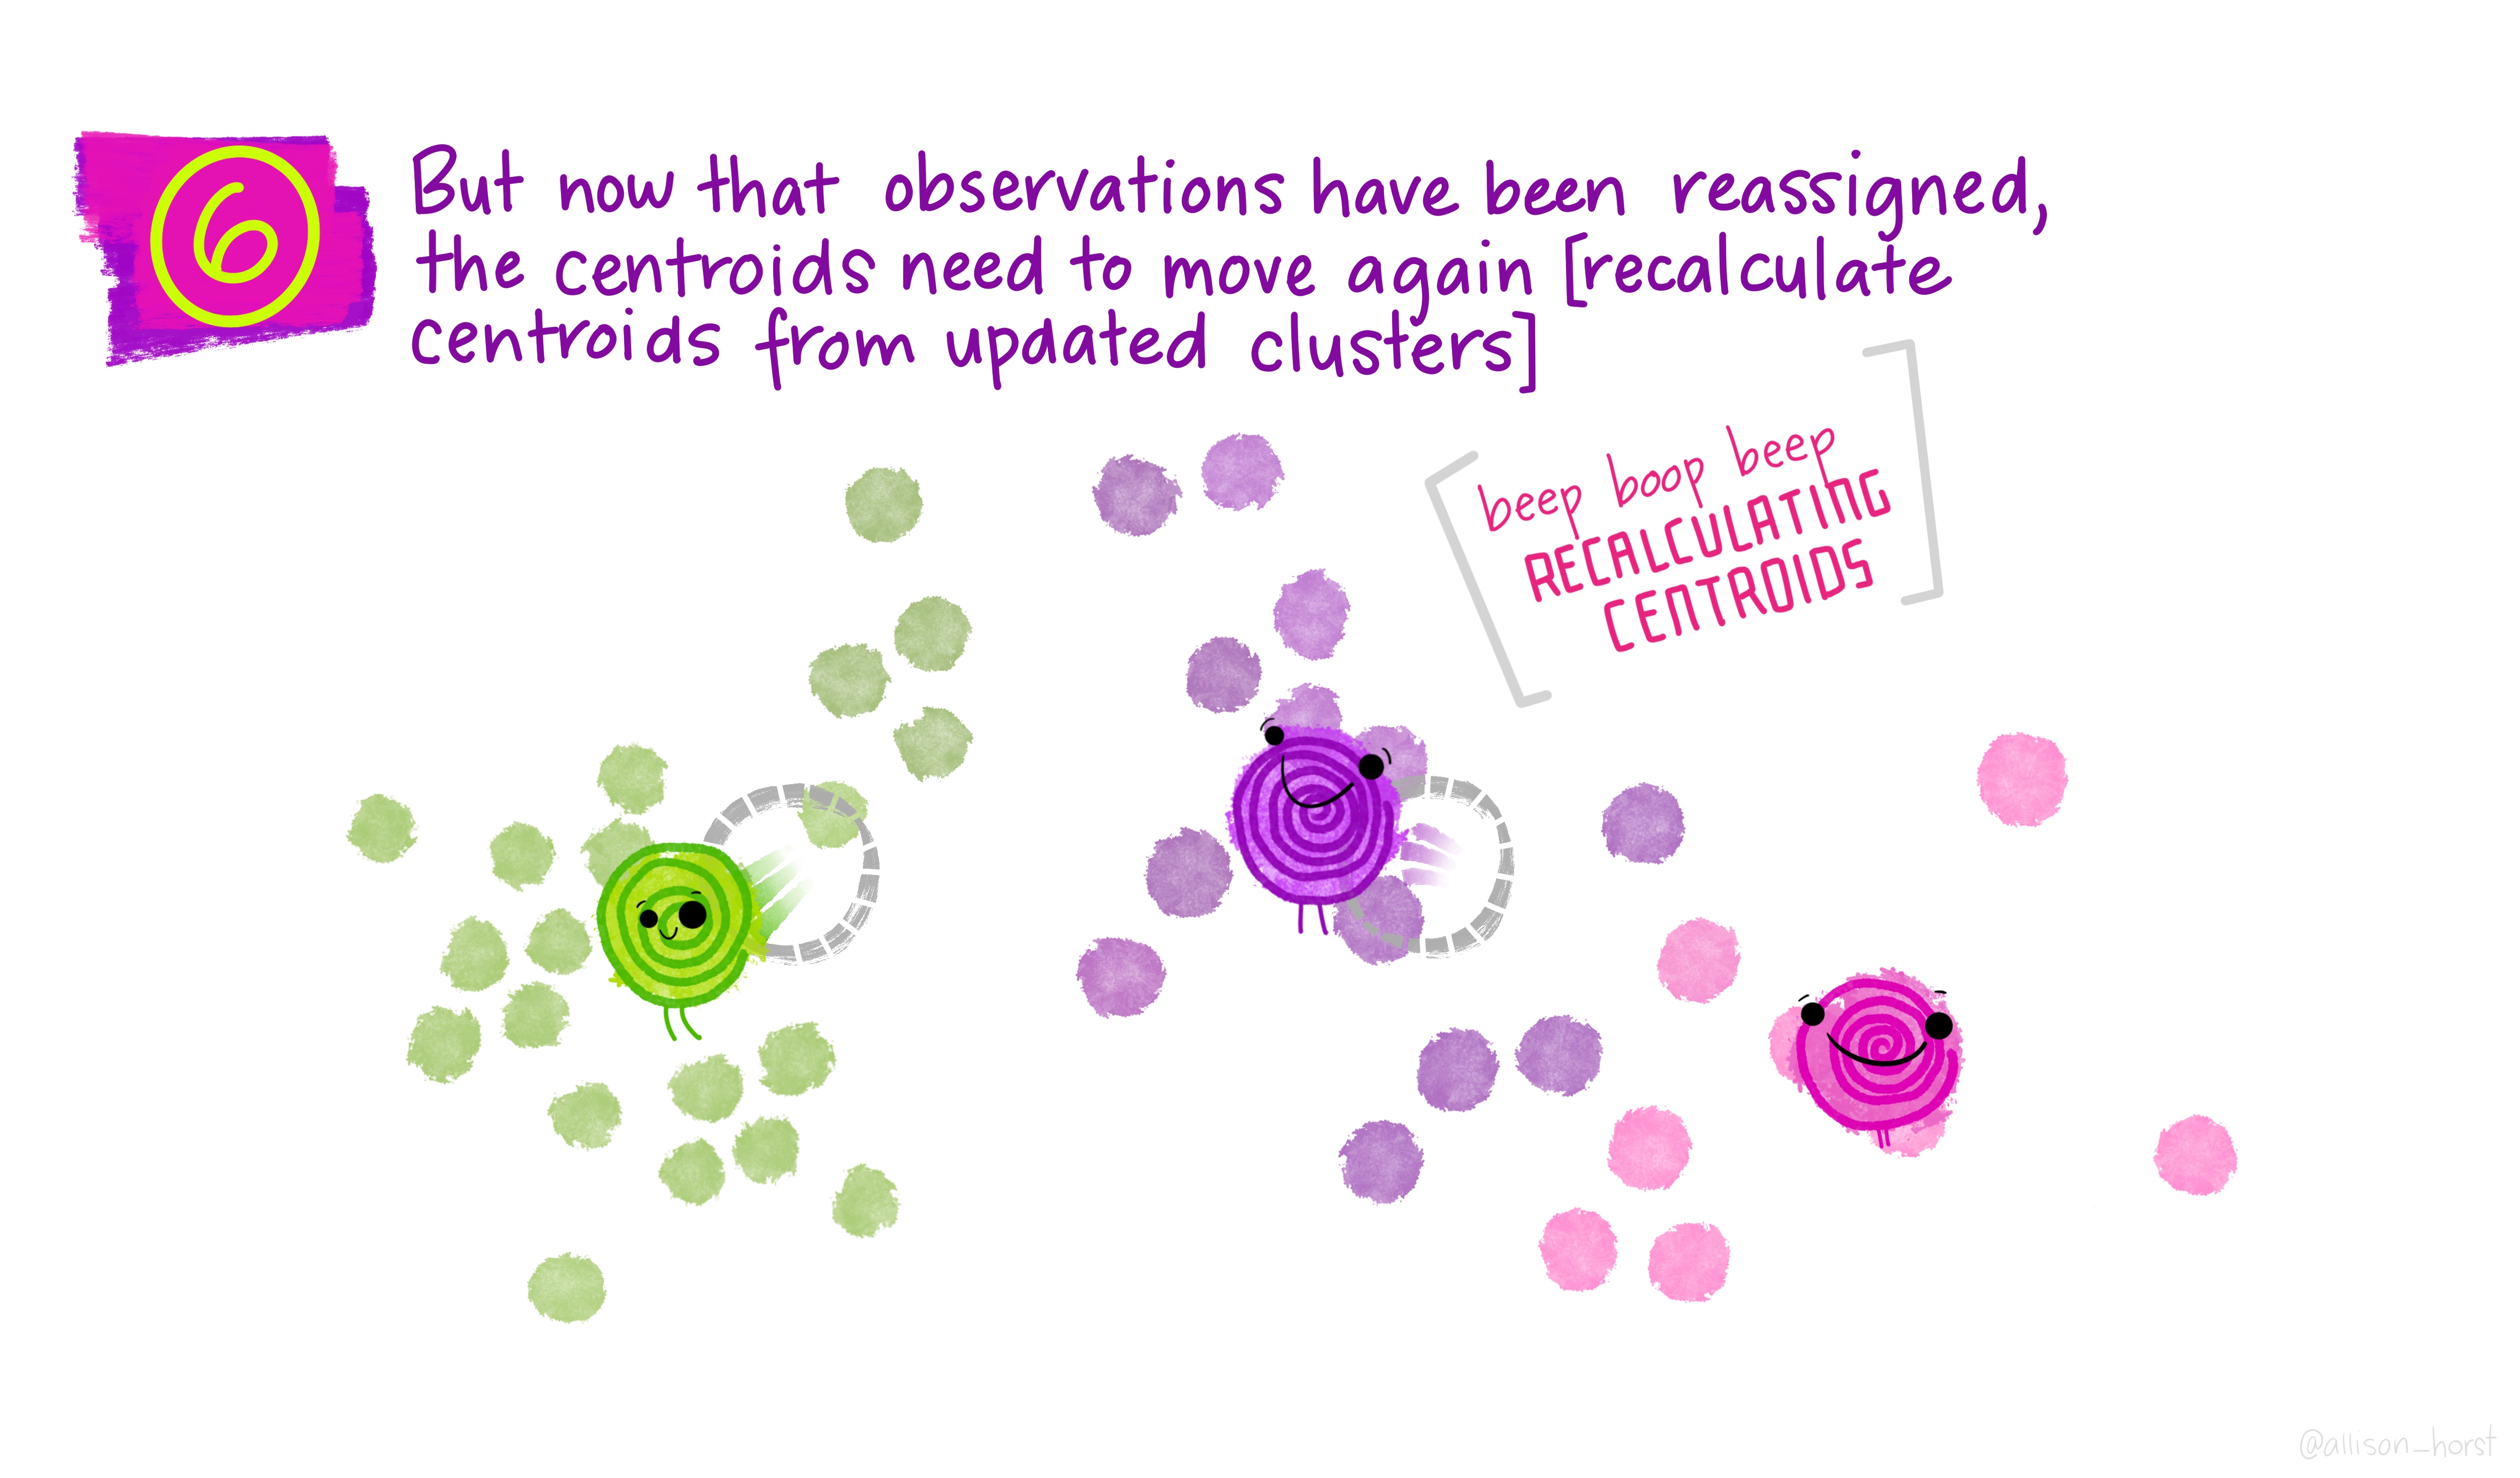 6
But now that observations have been reassigned,
the centroids need to move again [recalculate
centroids from updated clusters]
beep boop beep
RECALCULATING
CENTROIDS
@allison_horst